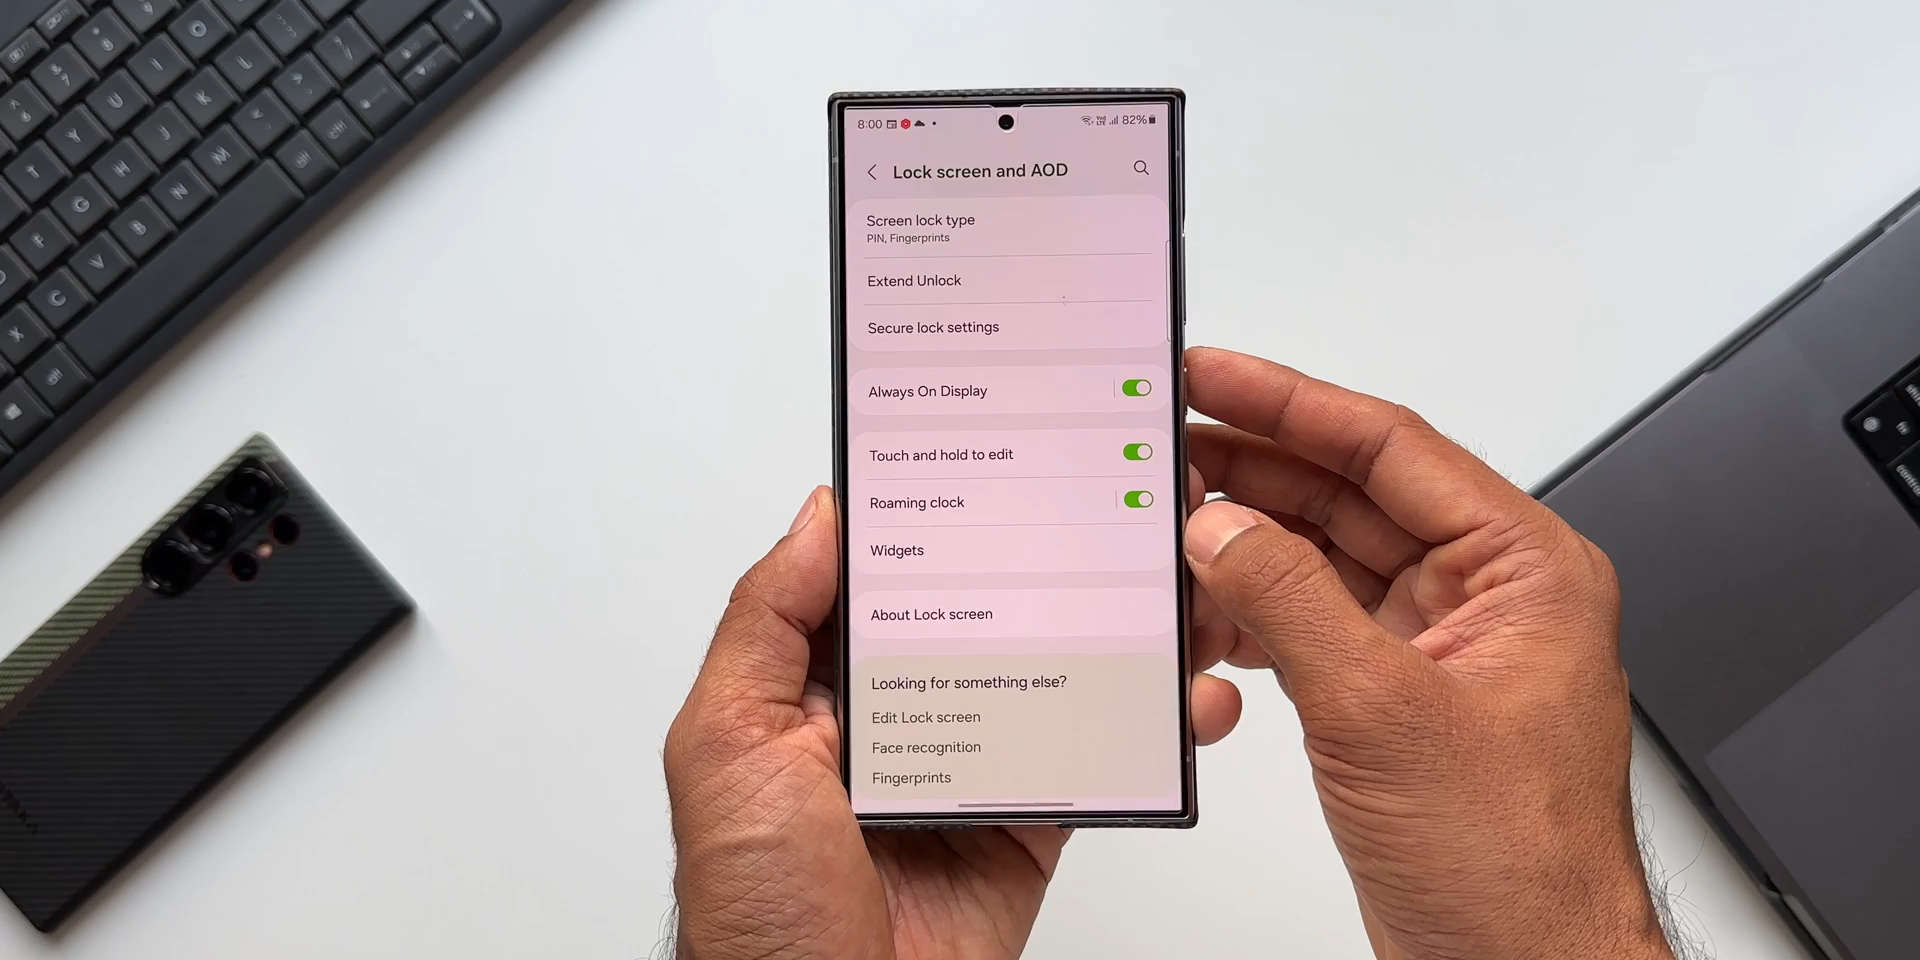 8:00
82%
Lock screen and AOD
Screen lock type
PIN, Fingerprints
Extend Unlock
Secure lock settings
Always On Display
Touch and hold to edit
Roaming clock
Widgets
About Lock screen
Looking for something else?
Edit Lock screen
Face recognition
Fingerprints